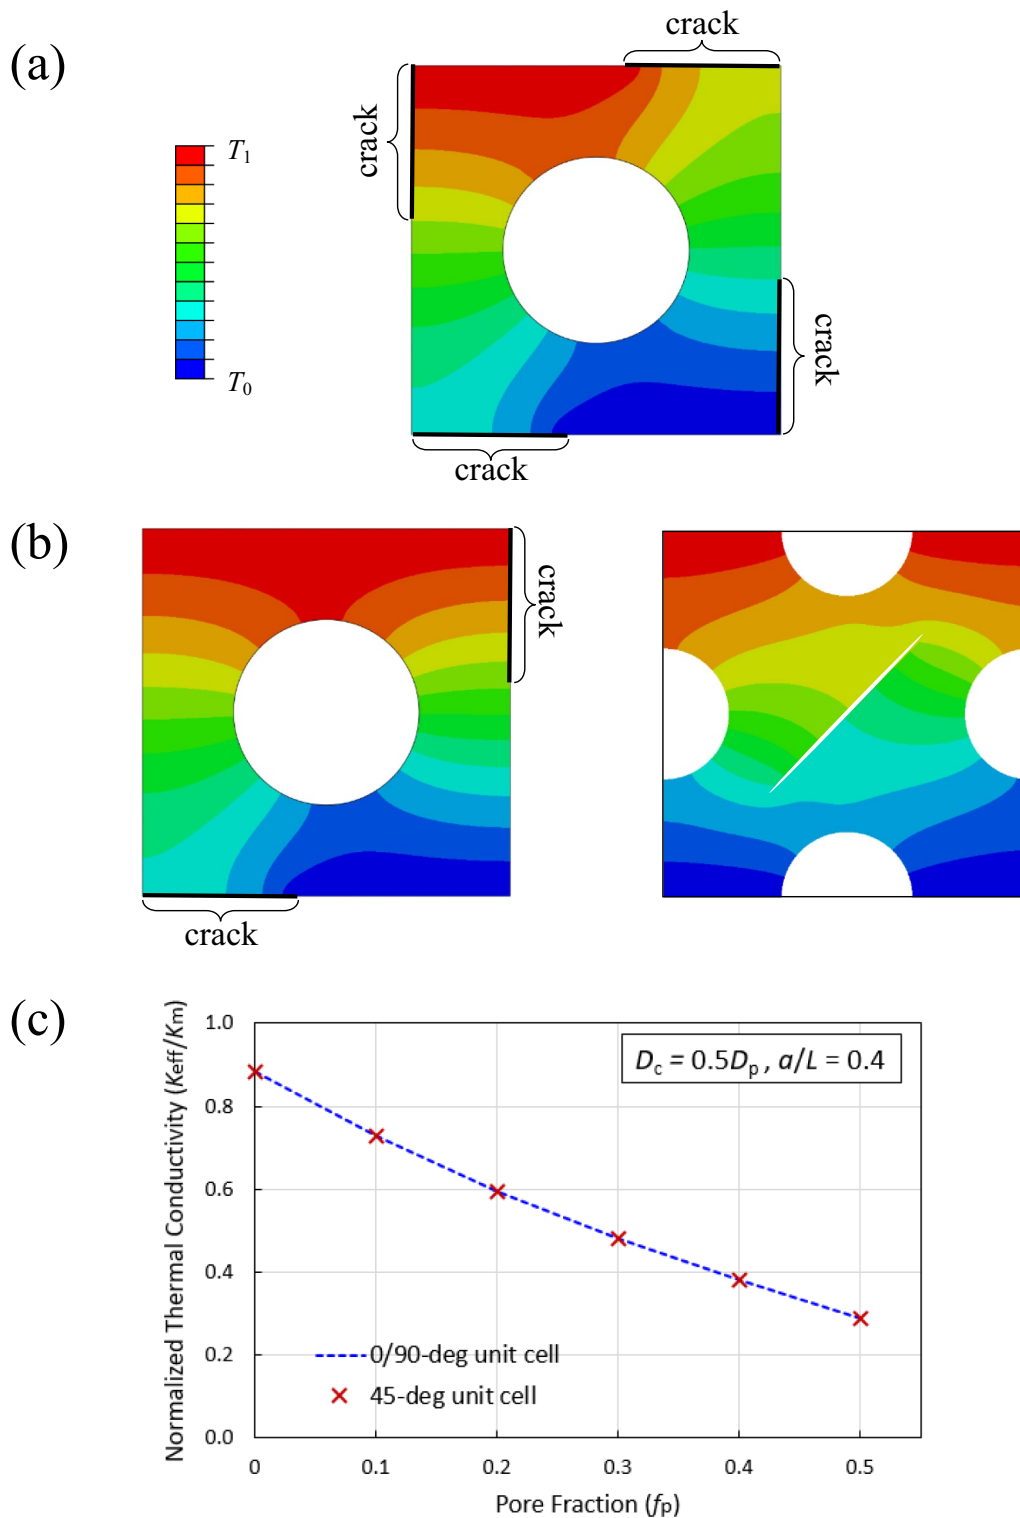 (a)
crack
crack
T1
T0
crack
crack
(b)
crack
crack
(c)
Normalized Thermal Conductivity (Keff/Km)
1.0
0.8
0.6
0.4
0.2
0.0
Dc = 0.5Dp , a/L = 0.4
0/90-deg unit cell
45-deg unit cell
0 0.1 0.2 0.3 0.4 0.5
Pore Fraction (fp)